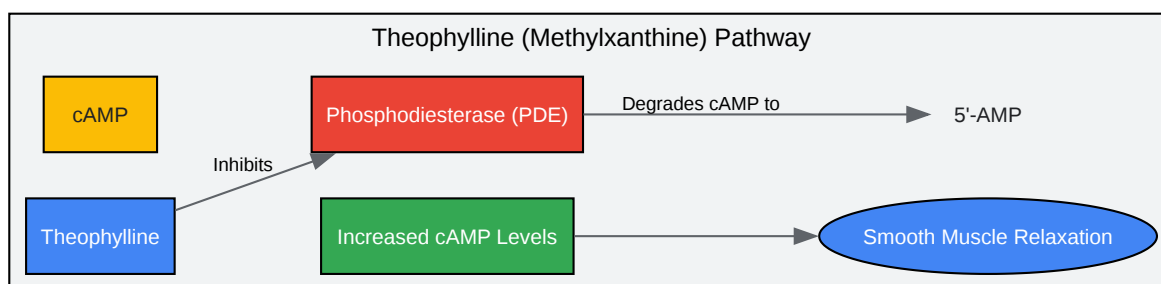 Theophylline (Methylxanthine) Pathway
cAMP
Phosphodiesterase (PDE)
Degrades cAMP to
5'-AMP
Inhibits
Theophylline
Increased cAMP Levels
Smooth Muscle Relaxation